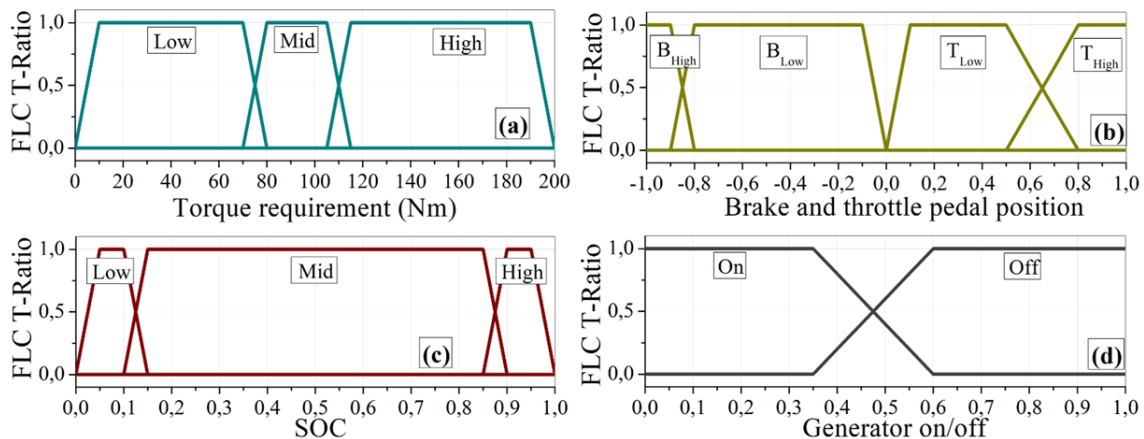 FLC T-Ratio
1,0
0,5
0,0
Low
Mid
High
(a)
0 20 40 60 80 100 120 140 160 180 200
Torque requirement (Nm)
FLC T-Ratio
1,0
0,5
0,0
B High
B Low
T Low
T High
(b)
-1,0 -0,8 -0,6 -0,4 -0,2 0,0 0,2 0,4 0,6 0,8 1,0
Brake and throttle pedal position
FLC T-Ratio
1,0
0,5
0,0
Low
Mid
High
(c)
0,0 0,1 0,2 0,3 0,4 0,5 0,6 0,7 0,8 0,9 1,0
SOC
FLC T-Ratio
1,0
0,5
0,0
On
Off
(d)
0,0 0,1 0,2 0,3 0,4 0,5 0,6 0,7 0,8 0,9 1,0
Generator on/off